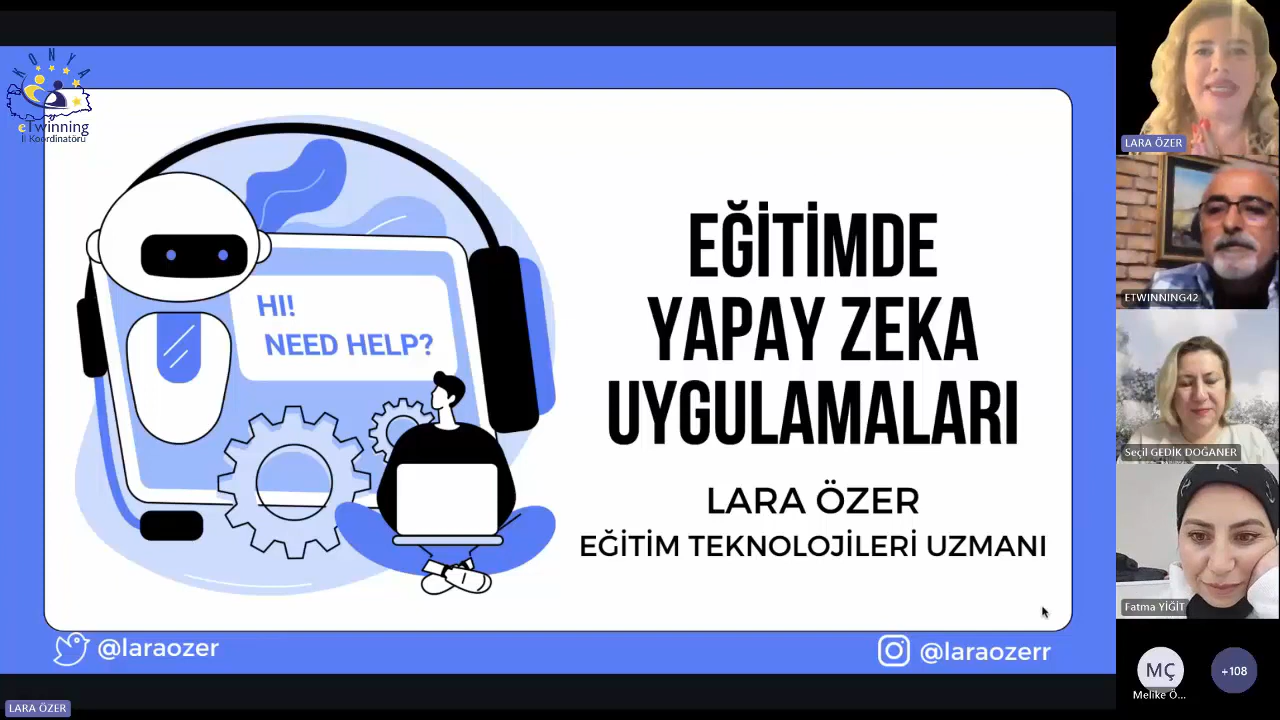 KONYA
eTwinning
İl Koordinatörü
HI!
NEED HELP?
EĞİTİMDE
YAPAY ZEKA
UYGULAMALARI
LARA ÖZER
EĞİTİM TEKNOLOJİLERİ UZMANI
@laraozer
@laraozerr
LARA ÖZER
LARA ÖZER
ETWINNING42
Seçil GEDİK DOĞANER
Fatma YİĞİT
MÇ
Melike Ö...
+108